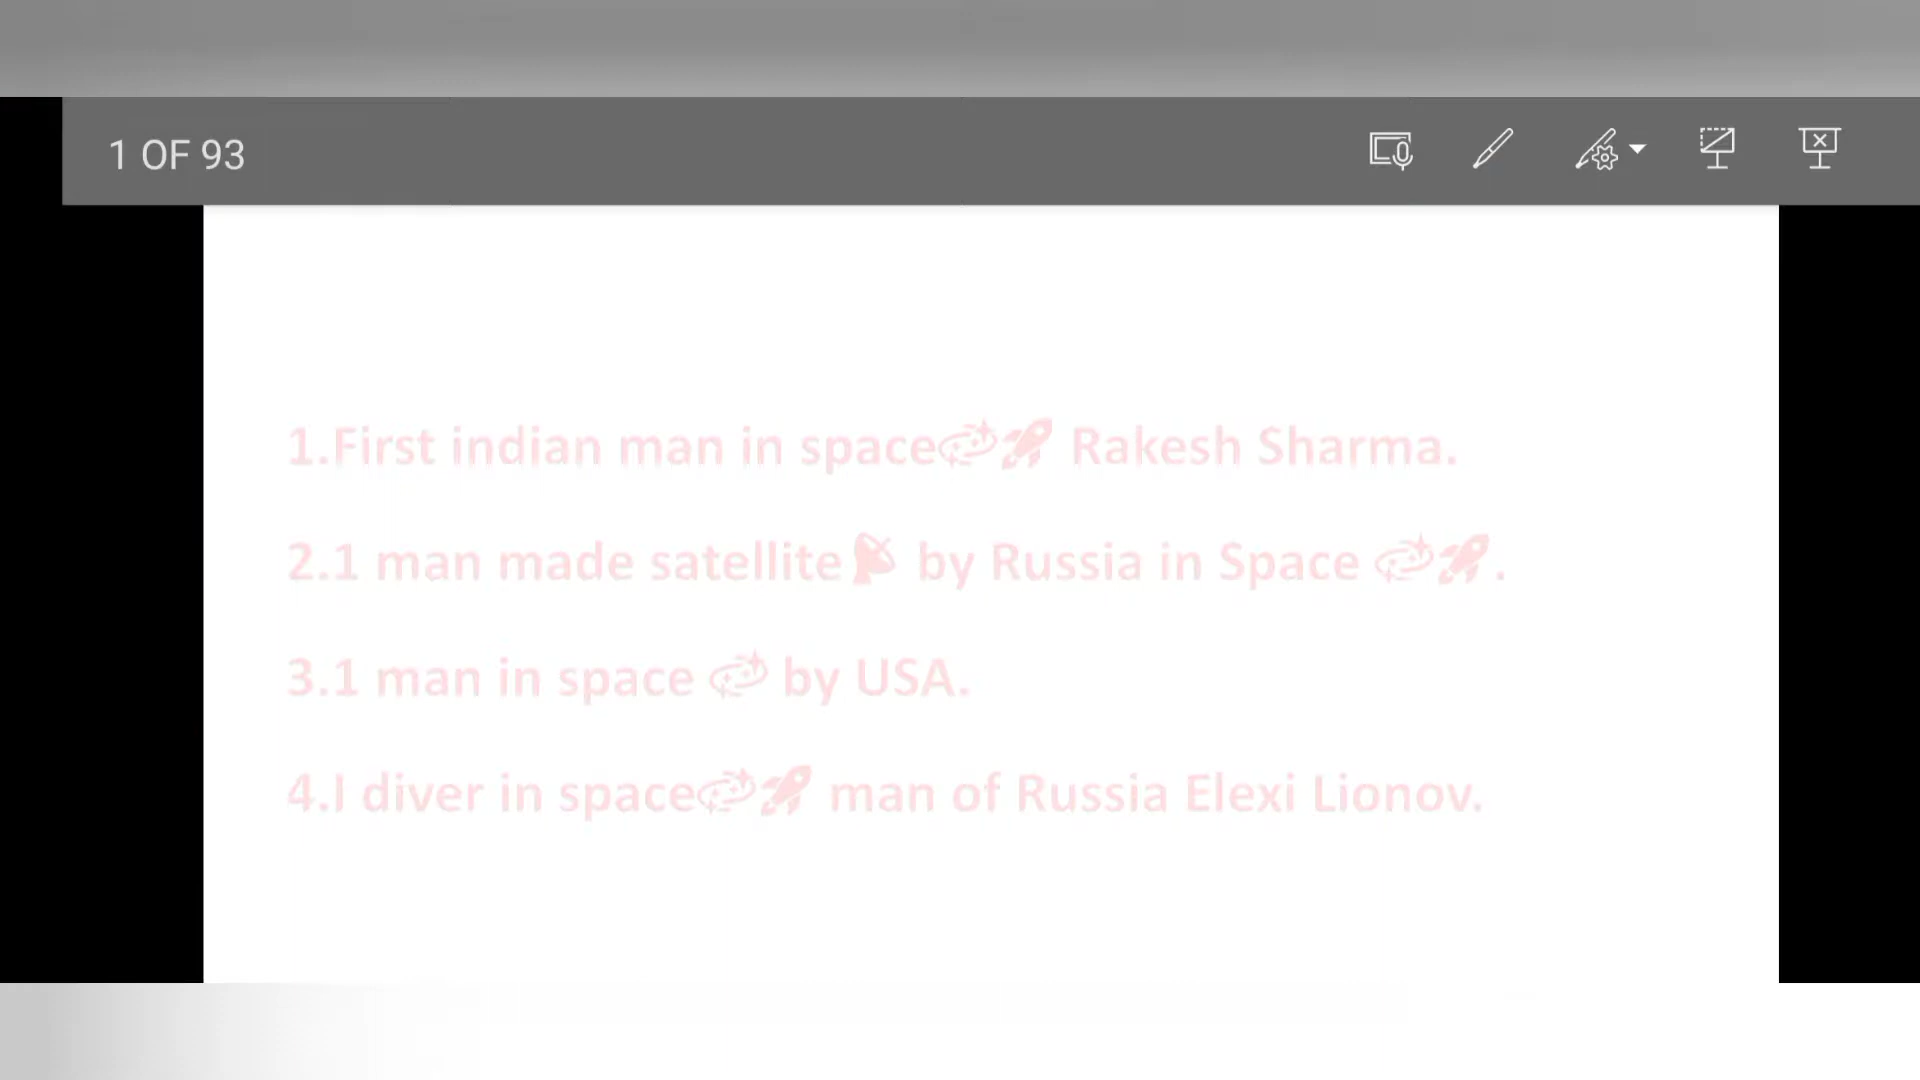 1 OF 93
1.First indian man in space Rakesh Sharma.
2.1 man made satellite by Russia in Space .
3.1 man in space by USA.
4.I diver in space man of Russia Elexi Lionov.